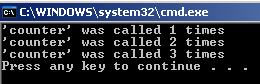 C:\WINDOWS\system32\cmd.exe
'counter' was called 1 times
'counter' was called 2 times
'counter' was called 3 times
Press any key to continue . . .